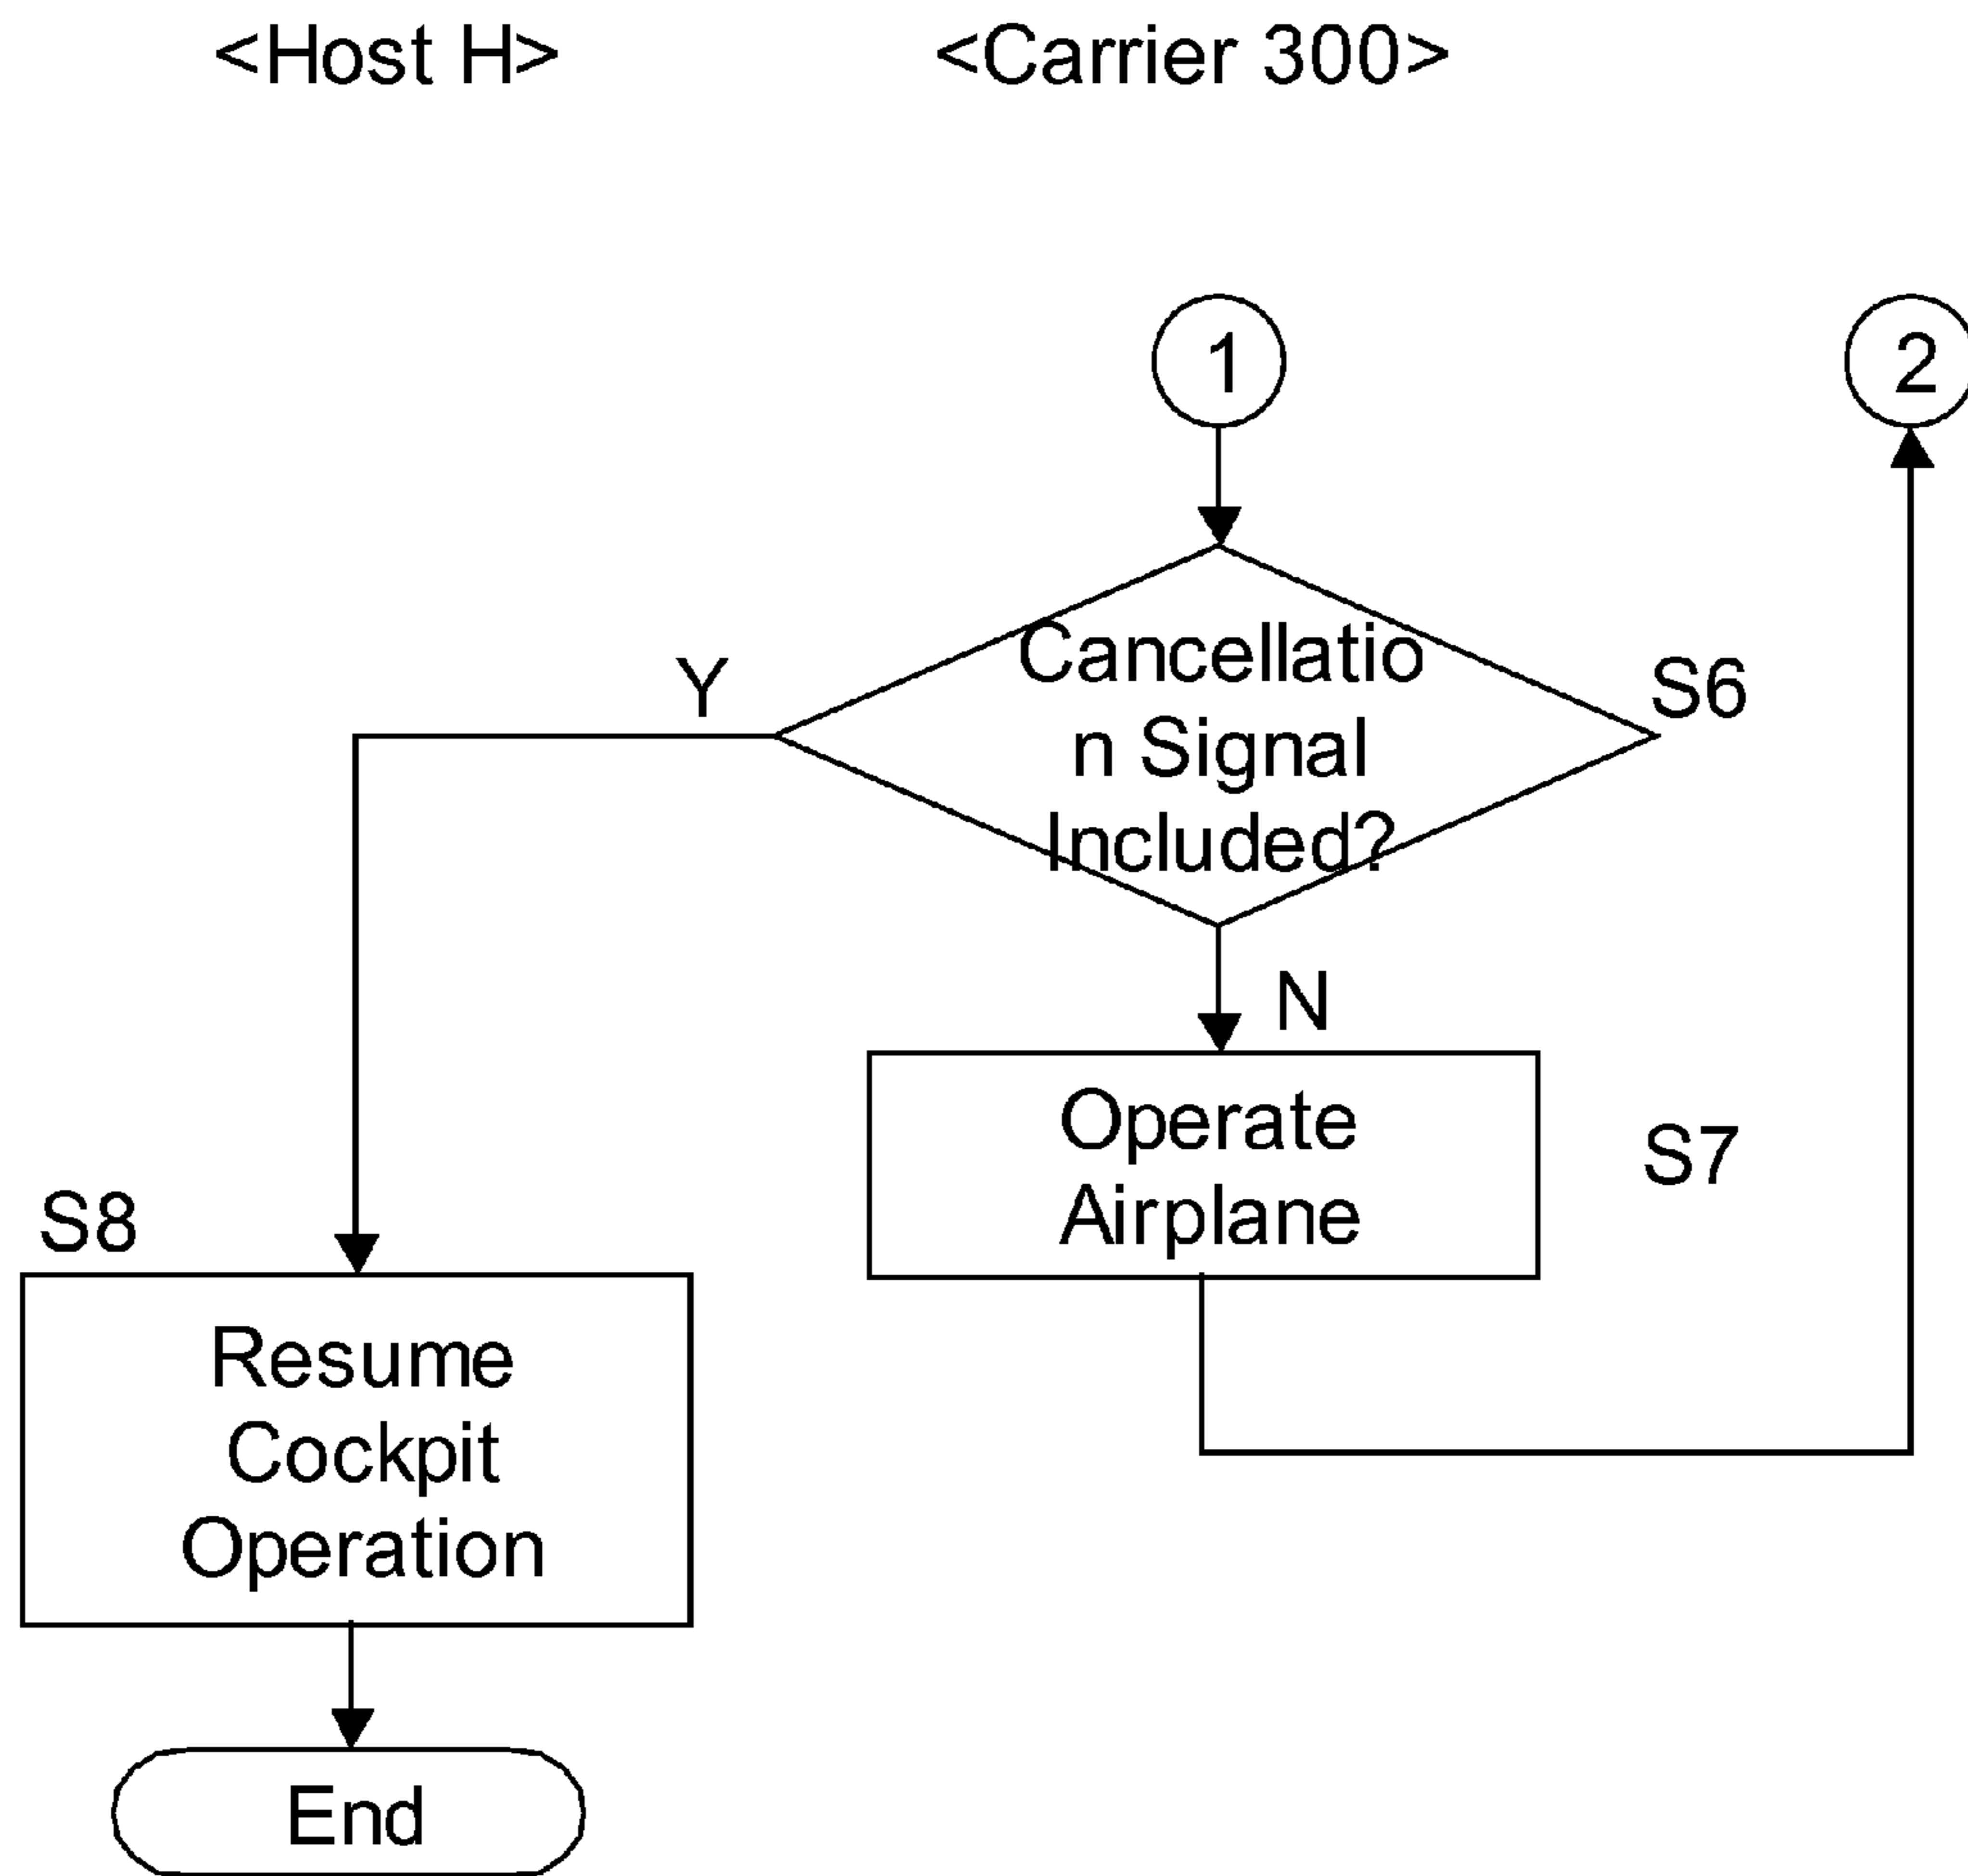 <Host H>
<Carrier 300>
1
2
Cancellatio
n Signal
Included?
Y
S6
N
Operate
Airplane
S7
S8
Resume
Cockpit
Operation
End